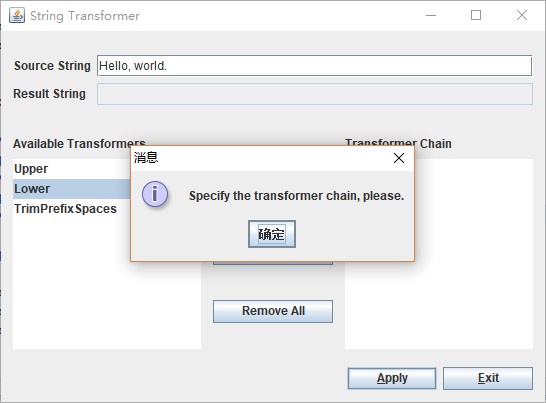 String Transformer
Source String Hello, world.
Result String
Available Transformers
Transformer Chain
消息
Upper
Lower
TrimPrefixSpaces
Specify the transformer chain, please.
确定
Remove All
Apply
Exit